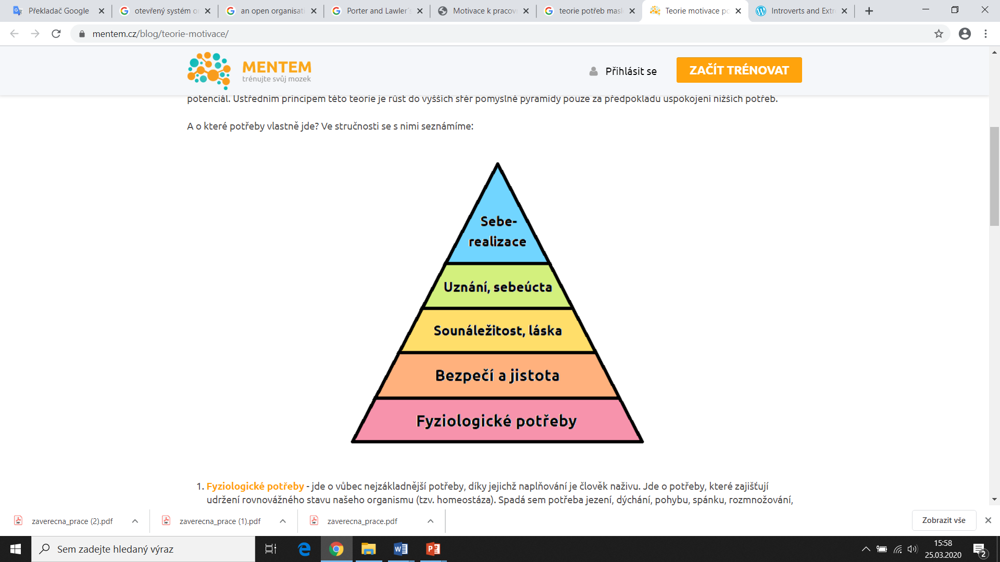 Překladač Google
otevřený systém o
an open organisati
Porter and Lawler´s
Motivace k pracov
teorie potřeb mas
Teorie motivace po
Introverts and Extr
mentem.cz/blog/teorie-motivace/
MENTEM
trénujte svůj mozek
Přihlásit se
ZAČÍT TRÉNOVAT
potenciál. Ústředním principem této teorie je růst do vyšších sfér pomyslné pyramidy pouze za předpokladu uspokojení nižších potřeb.
A o které potřeby vlastně jde? Ve stručnosti se s nimi seznámíme:
Sebe-
realizace
Uznání, sebeúcta
Sounáležitost, láska
Bezpečí a jistota
Fyziologické potřeby
1. Fyziologické potřeby - jde o vůbec nejzákladnější potřeby, díky jejichž naplňování je člověk naživu. Jde o potřeby, které zajišťují
udržení rovnovážného stavu našeho organismu (tzv. homeostáza). Spadá sem potřeba jezení, dýchání, pohybu, spánku, rozmnožování,
zaverecna_prace (2).pdf
zaverecna_prace (1).pdf
zaverecna_prace.pdf
Zobrazit vše
Sem zadejte hledaný výraz
15:58
25.03.2020
2